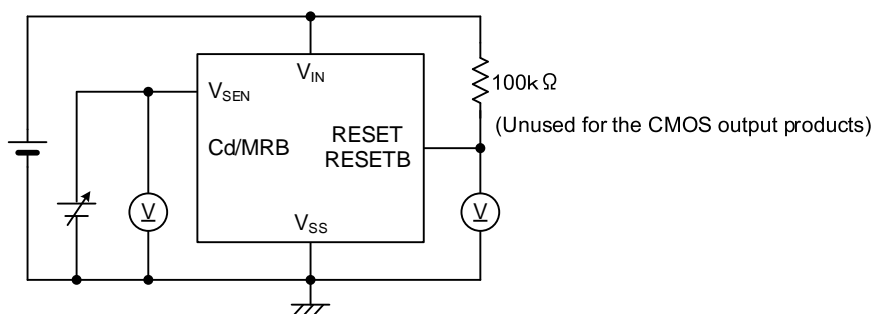 V_IN
V_SEN
100kΩ
(Unused for the CMOS output products)
Cd/MRB
RESET
RESETB
V
V
V_SS